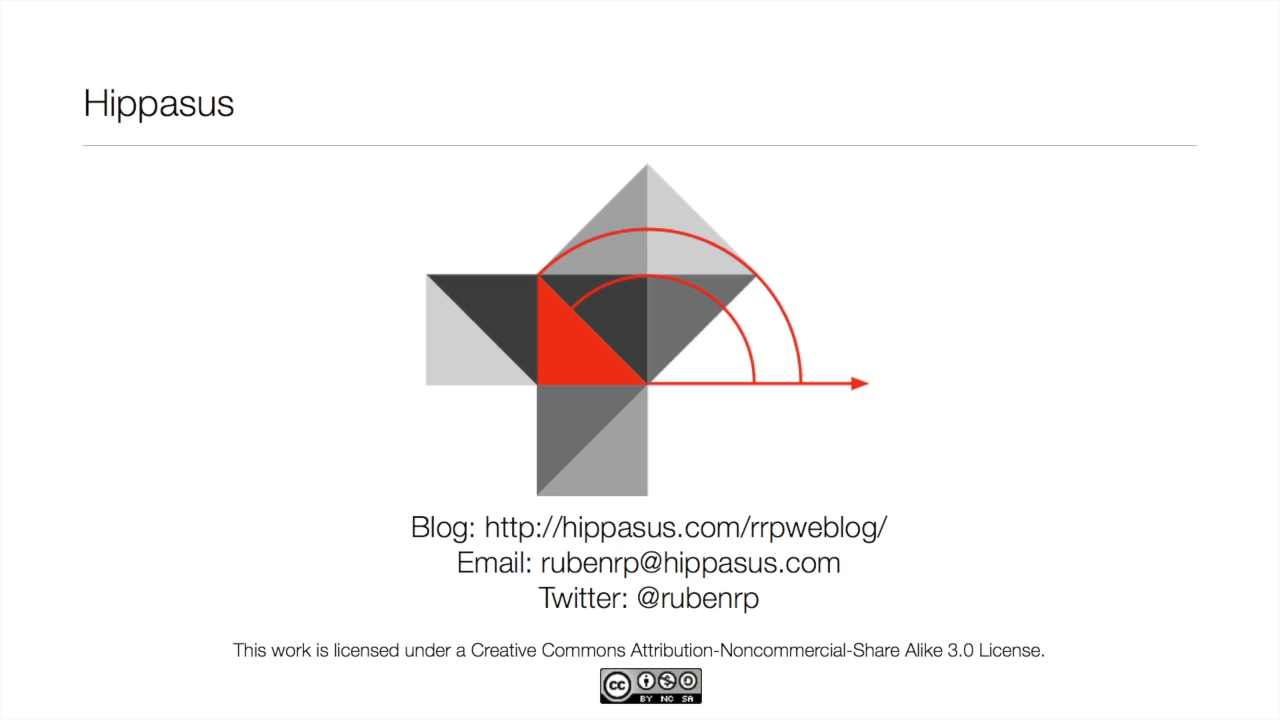 Hippasus
Blog: http://hippasus.com/rrpweblog/
Email: rubenrp@hippasus.com
Twitter: @rubenrp
This work is licensed under a Creative Commons Attribution-Noncommercial-Share Alike 3.0 License.
cc
BY NC SA